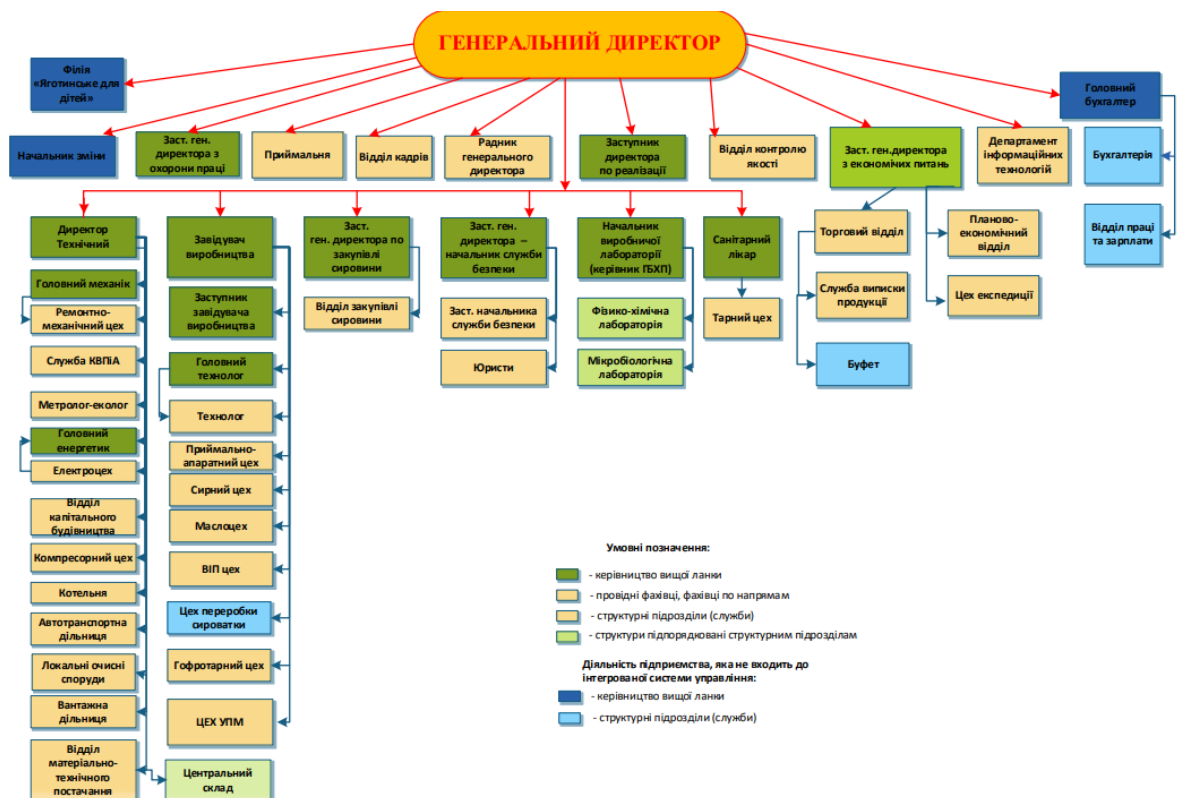 ГЕНЕРАЛЬНИЙ ДИРЕКТОР
Філія
«Яготинське для
дітей»
Головний
бухгалтер
Начальник зміни
Заст. ген.
директора з
охорони праці
Приймальня
Відділ кадрів
Радник
генерального
директора
Заступник
директора
по реалізації
Відділ контролю
якості
Заст. ген.директора
з економічних питань
Департамент
інформаційних
технологій
Бухгалтерія
Відділ праці
та зарплати
Директор
Технічний
Завідувач
виробництва
Заст.
ген. директора по
закупівлі
сировини
Заст. ген.
директора –
начальник служби
безпеки
Начальник
виробничої
лабораторії
(керівник ГБХП)
Санітарний
лікар
Торговий відділ
Планово-
економічний
відділ
Головний механік
Ремонтно-
механічний цех
Служба КВПіА
Метролог-еколог
Головний
енергетик
Електроцех
Відділ
капітального
будівництва
Компресорний цех
Котельня
Автотранспортна
дільниця
Локальні очисні
споруди
Вантажна
дільниця
Відділ
матеріально-
технічного
постачання
Заступник
завідувача
виробництва
Головний
технолог
Технолог
Приймально-
апаратний цех
Сирний цех
Маслоцех
ВІП цех
Цех переробки
сироватки
Гофротарний цех
ЦЕХ УПМ
Центральний
склад
Відділ закупівлі
сировини
Заст. начальника
служби безпеки
Юристи
Фізико-хімічна
лабораторія
Мікробіологічна
лабораторія
Тарний цех
Служба виписки
продукції
Буфет
Цех експедиції
Умовні позначення:
- керівництво вищої ланки
- провідні фахівці, фахівці по напрямам
- структурні підрозділи (служби)
- структури підпорядковані структурним підрозділам
Діяльність підприємства, яка не входить до
інтегрованої системи управління:
- керівництво вищої ланки
- структурні підрозділи (служби)